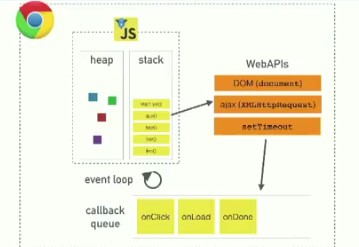 JS
heap
stack
WebAPIs
DOM (document)
ajax (XMLHttpRequest)
setTimeout
event loop
callback
queue
onClick
onLoad
onDone